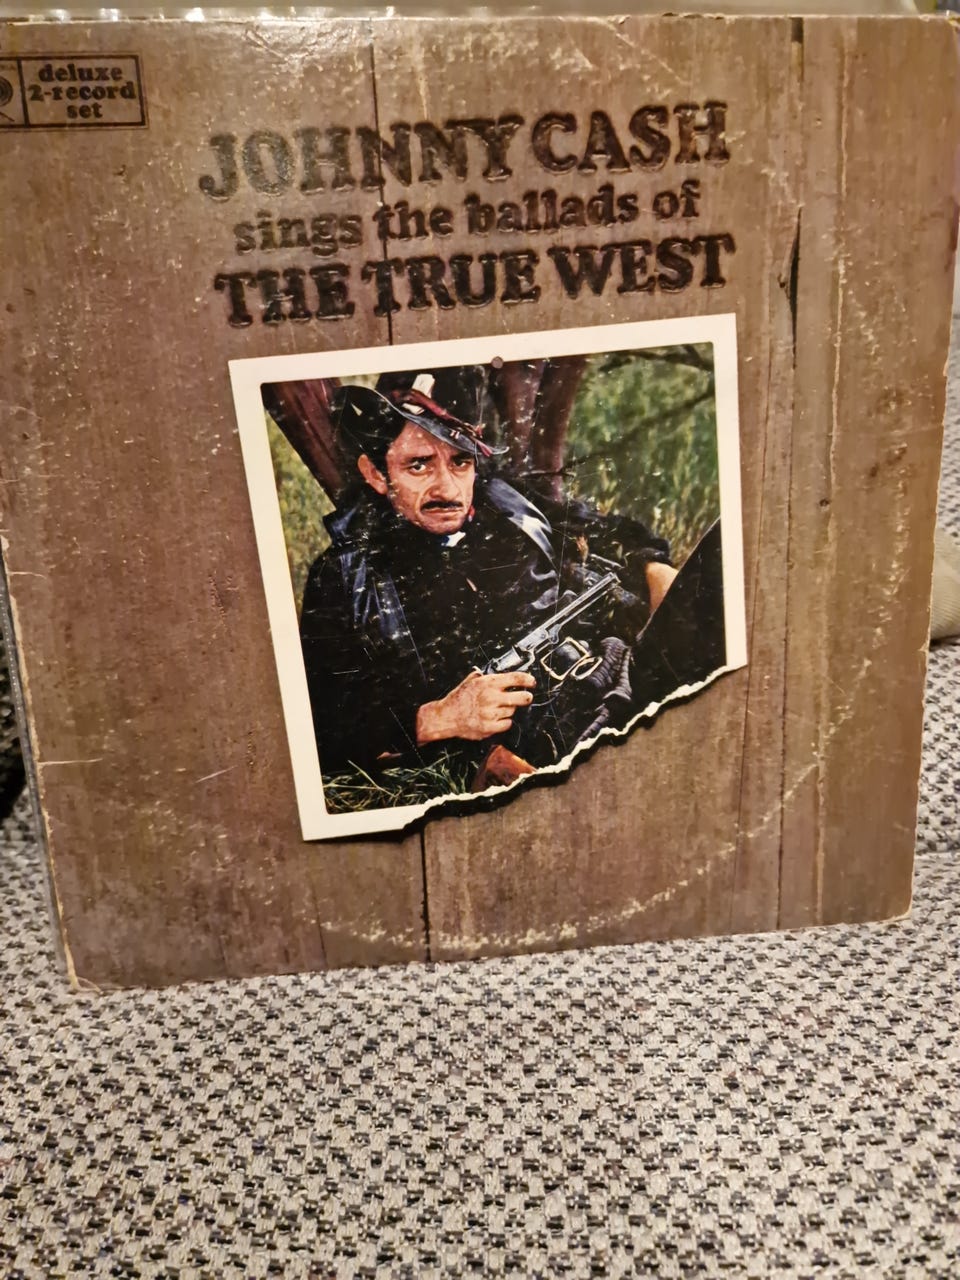 deluxe
2-record
set
JOHNNY CASH
sings the ballads of
THE TRUE WEST